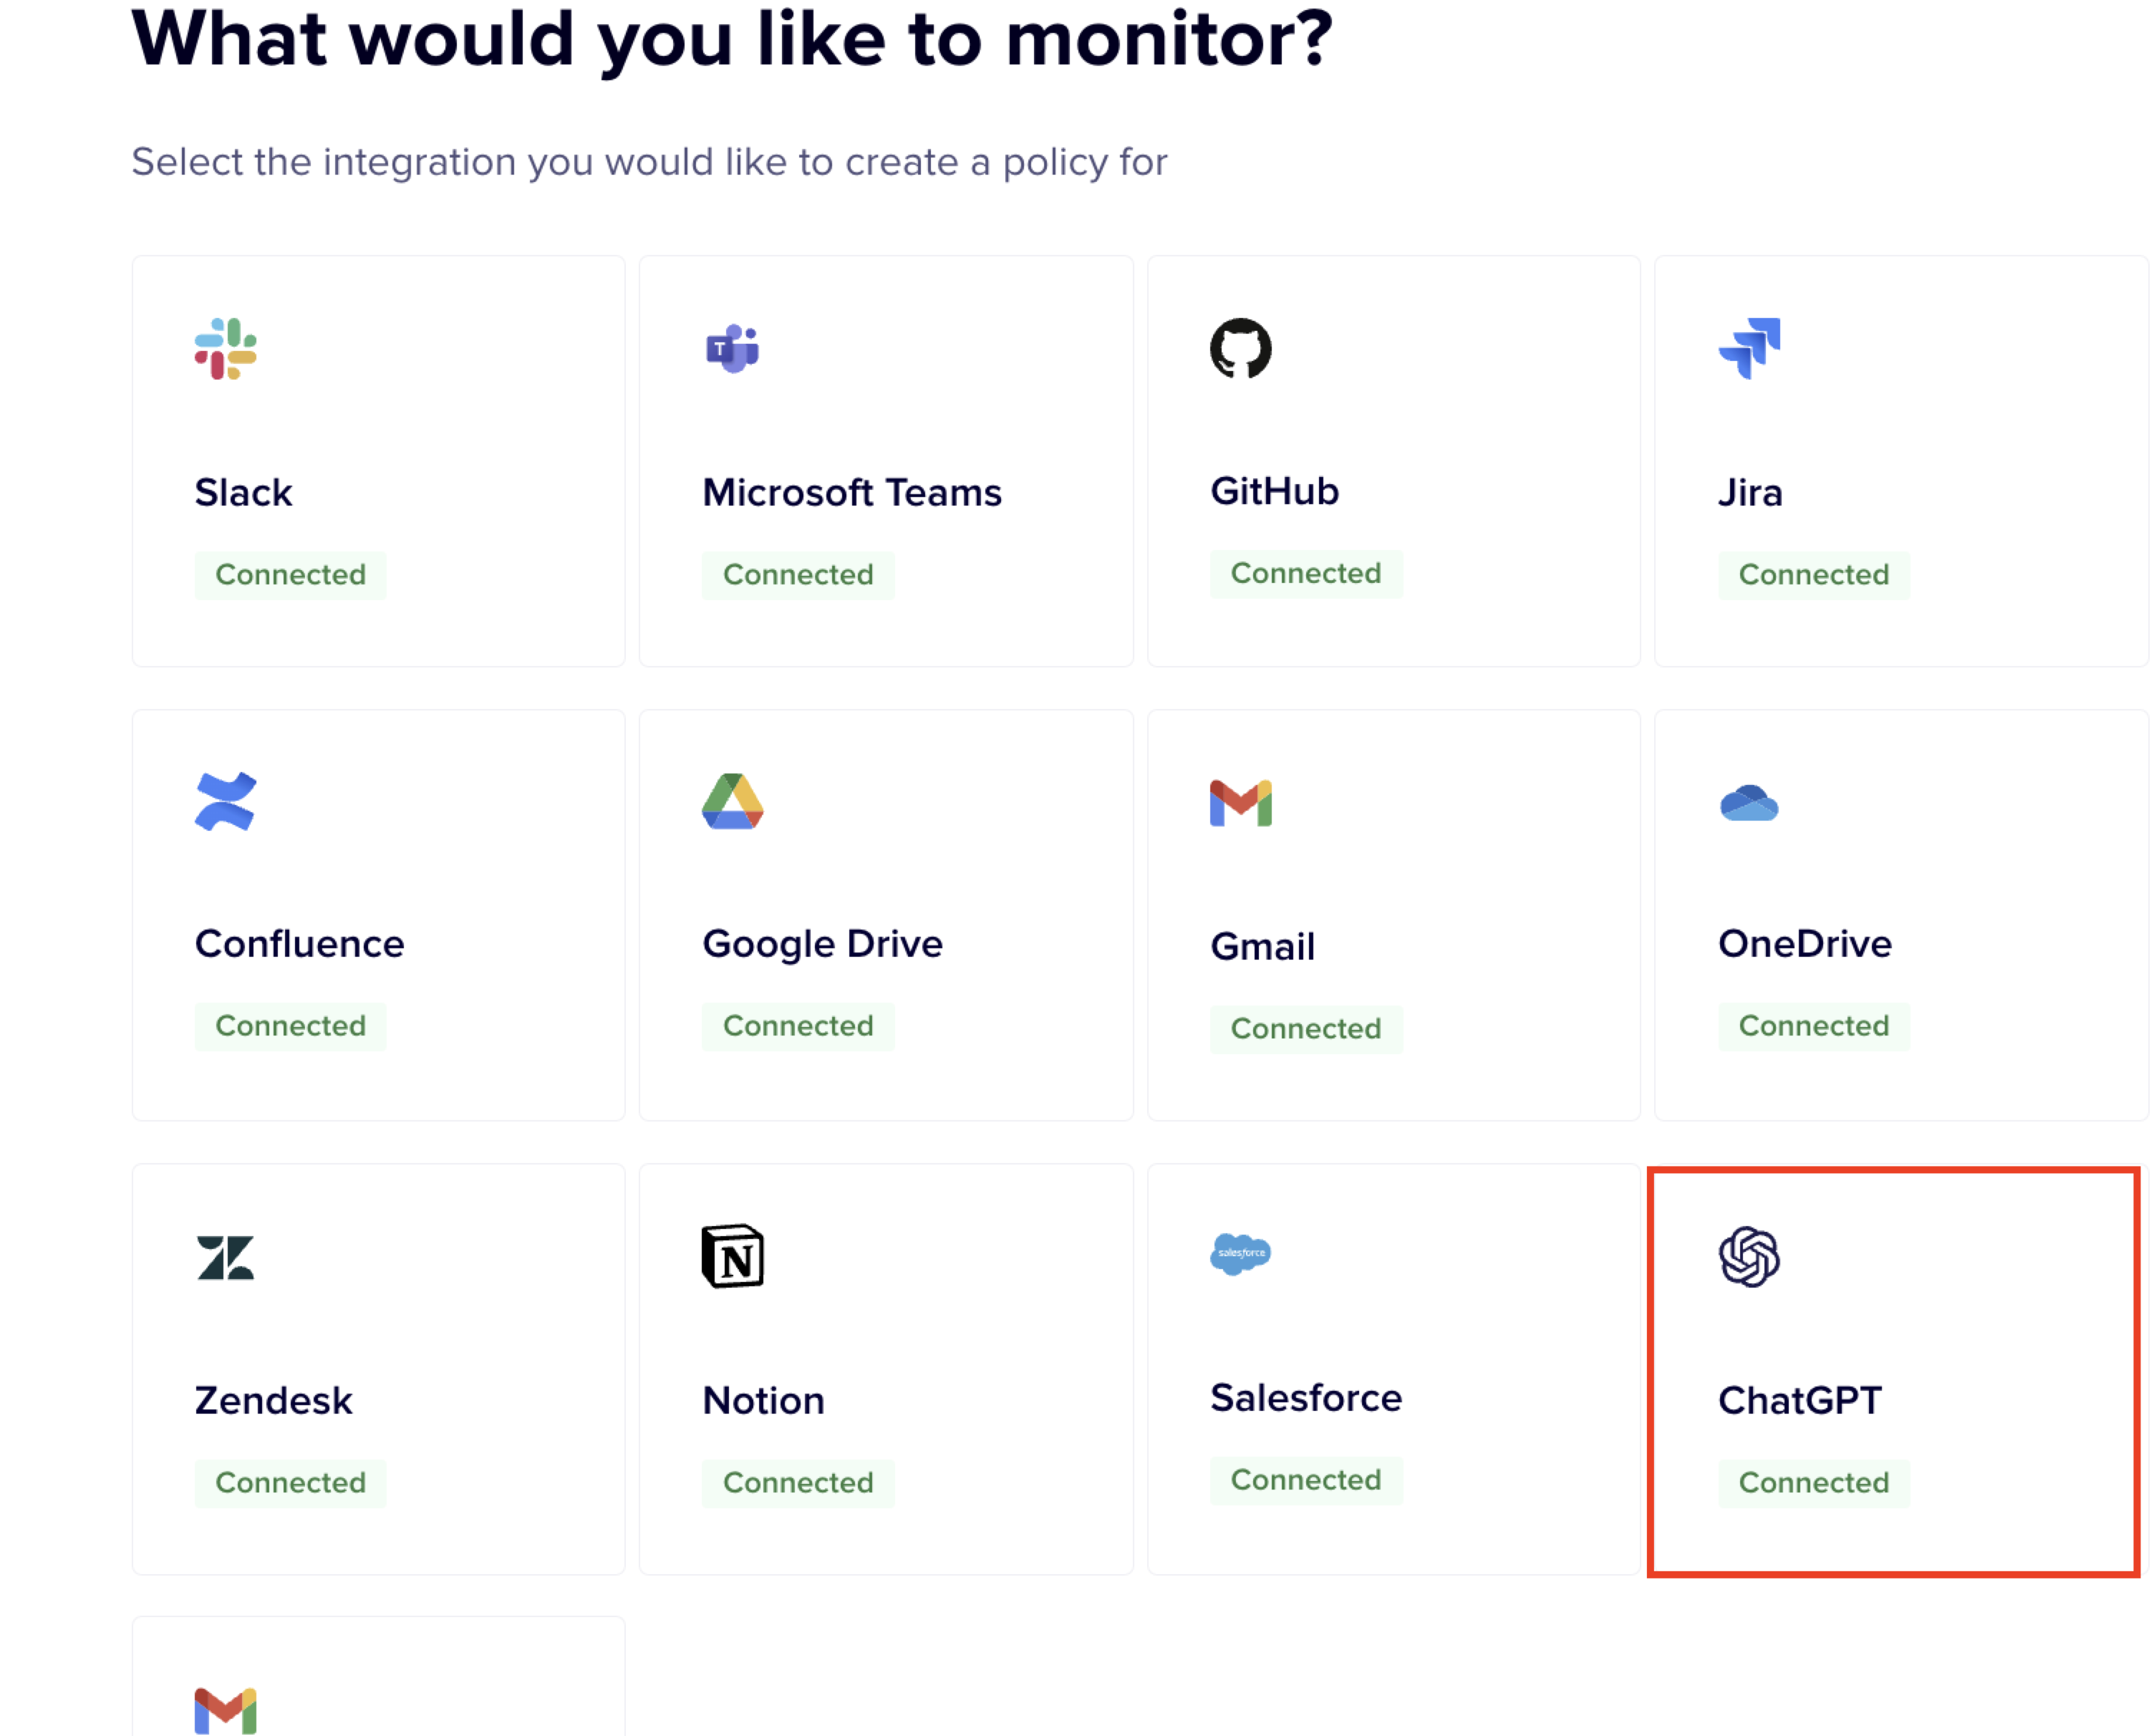 What would you like to monitor?
Select the integration you would like to create a policy for
Slack
Connected
T
Microsoft Teams
Connected
GitHub
Connected
Jira
Connected
Confluence
Connected
Google Drive
Connected
Gmail
Connected
OneDrive
Connected
Zendesk
Connected
N
Notion
Connected
salesforce
Salesforce
Connected
ChatGPT
Connected